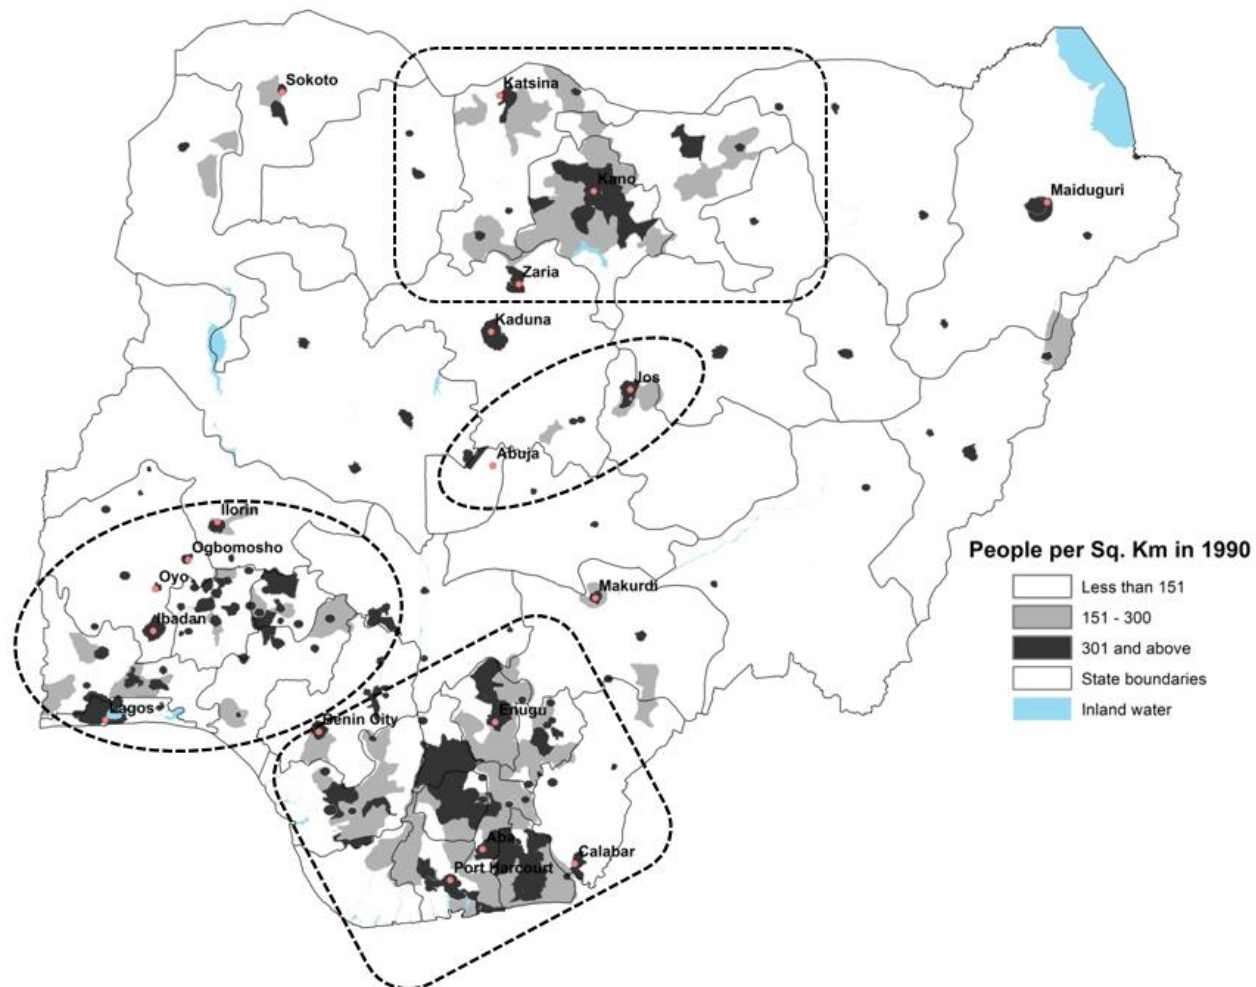 Sokoto
Katsina
Kano
Maiduguri
Zaria
Kaduna
Jos
Abuja
Ilorin
Ogbomosho
Oyo
Ibadan
Makurdi
Lagos
Benin City
Enugu
Aba
Calabar
Port Harcourt
People per Sq. Km in 1990
Less than 151
151 - 300
301 and above
State boundaries
Inland water